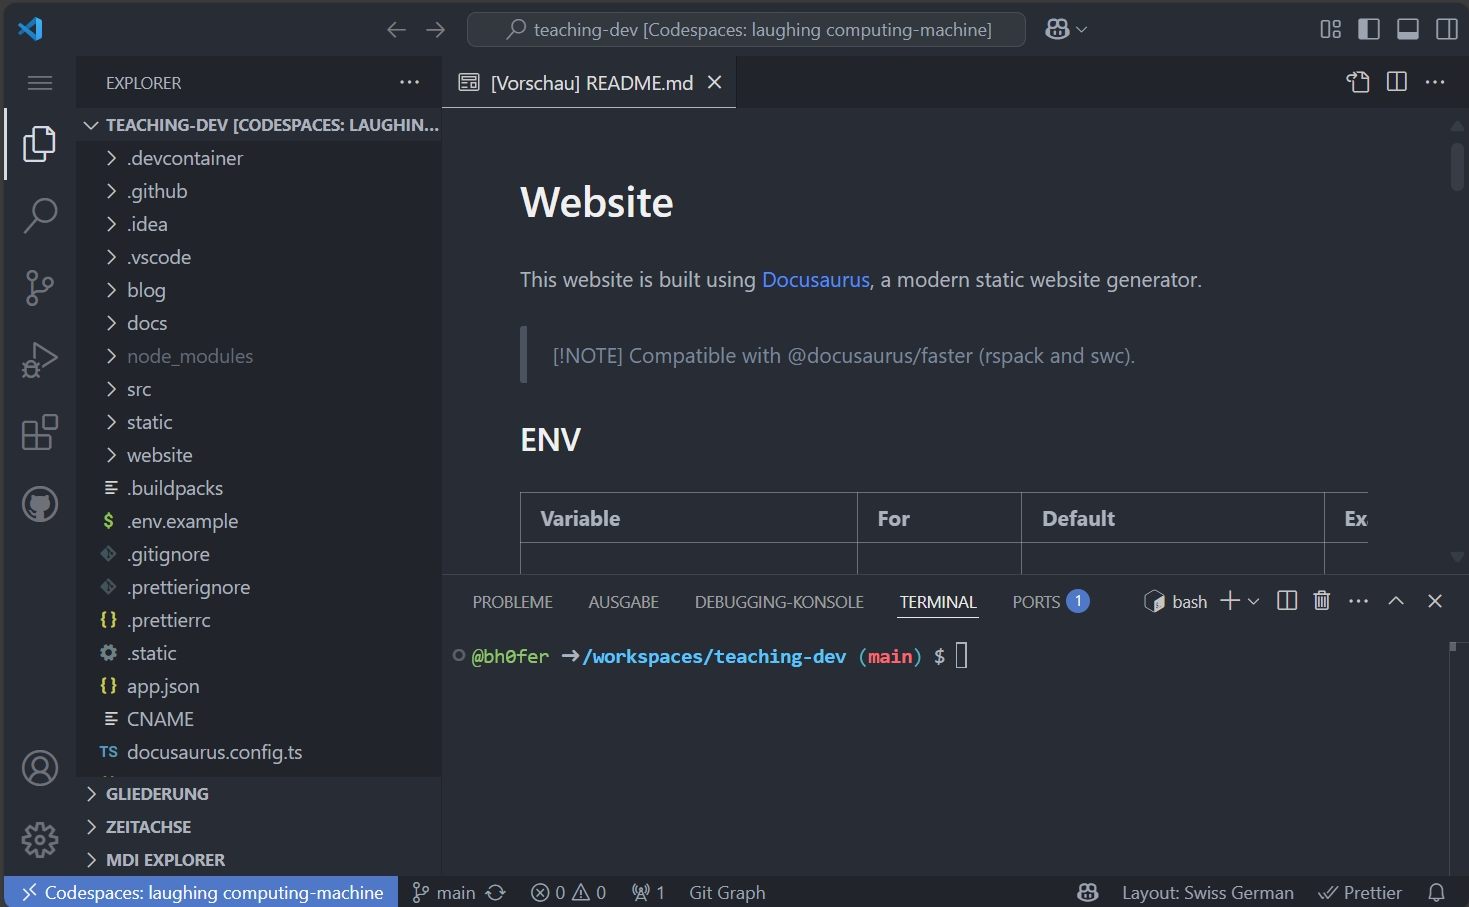 teaching-dev [Codespaces: laughing computing-machine]
EXPLORER
[Vorschau] README.md
TEACHING-DEV [CODESPACES: LAUGHIN...
.devcontainer
.github
.idea
.vscode
blog
docs
node_modules
src
static
website
.buildpacks
$ .env.example
.gitignore
.prettierignore
{} .prettierrc
.static
{} app.json
CNAME
TS docusaurus.config.ts
GLIEDERUNG
ZEITACHSE
MDI EXPLORER
Website
This website is built using Docusaurus, a modern static website generator.
[!NOTE] Compatible with @docusaurus/faster (rspack and swc).
ENV
Variable For Default
PROBLEME AUSGABE DEBUGGING-KONSOLE TERMINAL PORTS 1 bash
@bh0fer ➜/workspaces/teaching-dev (main) $
Codespaces: laughing computing-machine main 0 0 1 Git Graph Layout: Swiss German Prettier